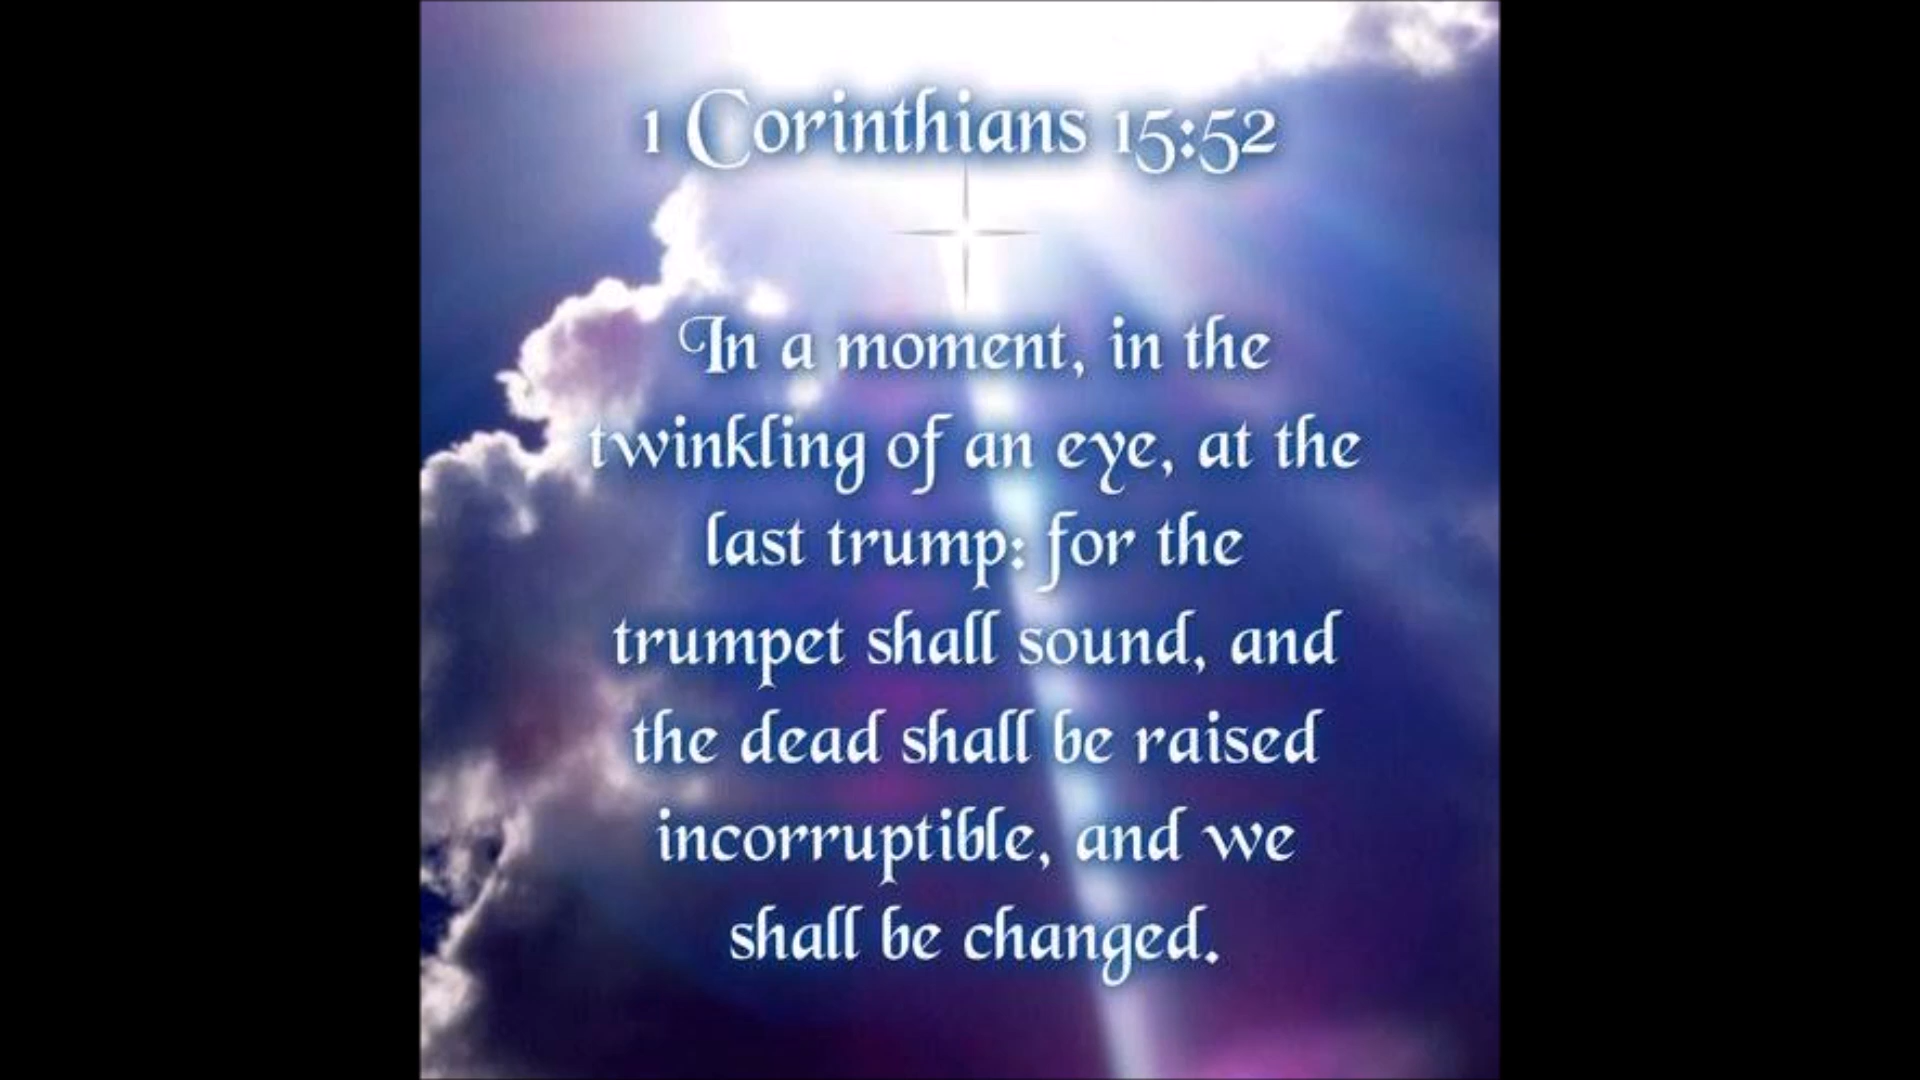 1 Corinthians 15:52
In a moment, in the
twinkling of an eye, at the
last trump: for the
trumpet shall sound, and
the dead shall be raised
incorruptible, and we
shall be changed.